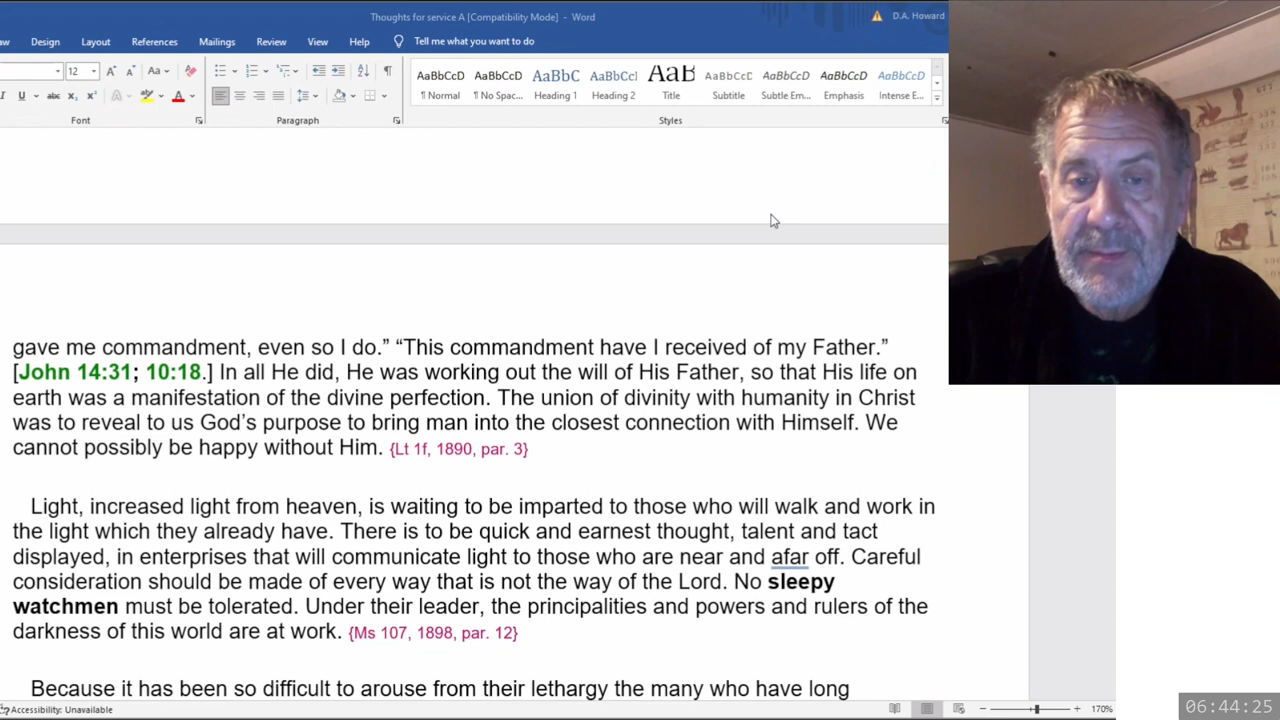 Thoughts for service A [Compatibility Mode] - Word
D.A. Howard
aw Design Layout References Mailings Review View Help Tell me what you want to do
12 Aa
I U abc X₂ X²
AaBbCcD AaBbCcD AaBbC AaBbCcI AaB AaBbCcC AaBbCcD AaBbCcD AaBbCcD
¶ Normal ¶ No Spac... Heading 1 Heading 2 Title Subtitle Subtle Em... Emphasis Intense E...
Font Paragraph Styles
gave me commandment, even so I do.” “This commandment have I received of my Father.”
[John 14:31; 10:18.] In all He did, He was working out the will of His Father, so that His life on
earth was a manifestation of the divine perfection. The union of divinity with humanity in Christ
was to reveal to us God’s purpose to bring man into the closest connection with Himself. We
cannot possibly be happy without Him. {Lt 1f, 1890, par. 3}
Light, increased light from heaven, is waiting to be imparted to those who will walk and work in
the light which they already have. There is to be quick and earnest thought, talent and tact
displayed, in enterprises that will communicate light to those who are near and afar off. Careful
consideration should be made of every way that is not the way of the Lord. No sleepy
watchmen must be tolerated. Under their leader, the principalities and powers and rulers of the
darkness of this world are at work. {Ms 107, 1898, par. 12}
Because it has been so difficult to arouse from their lethargy the many who have long
Accessibility: Unavailable
170%
06:44:25